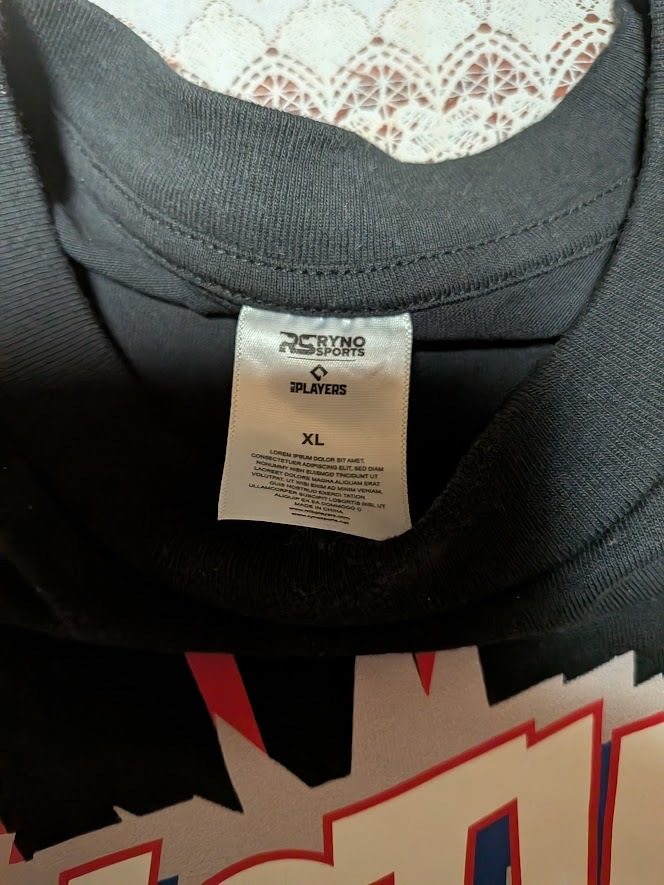 RS RYNO
SPORTS
MLB PLAYERS
XL
LOREM IPSUM DOLOR SIT AMET,
CONSECTETUER ADIPISCING ELIT, SED DIAM
NONUMMY NIBH EUISMOD TINCIDUNT UT
LAOREET DOLORE MAGNA ALIQUAM ERAT
VOLUTPAT. UT WISI ENIM AD MINIM VENIAM,
QUIS NOSTRUD EXERCI TATION
ULLAMCORPER SUSCIPIT LOBORTIS NISL UT
ALIQUIP EX EA COMMODO C
MADE IN CHINA